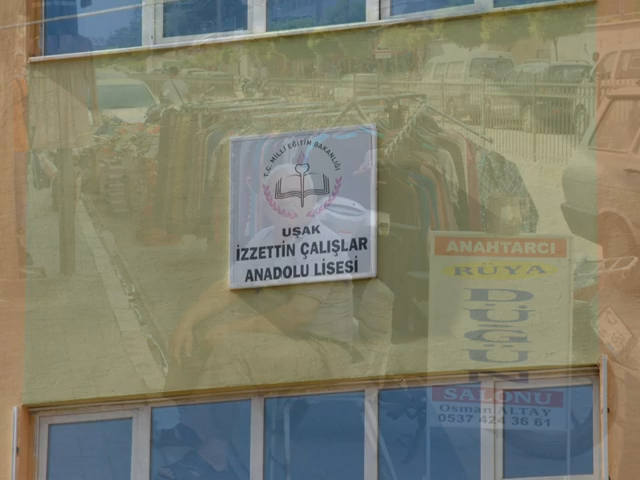 T.C. MİLLİ EĞİTİM BAKANLIĞI
UŞAK
İZZETTİN ÇALIŞLAR
ANADOLU LİSESİ
ANAHTARCI
RÜYA
DÜĞÜN
SALONU
Osman ALTAY
0537 424 36 61